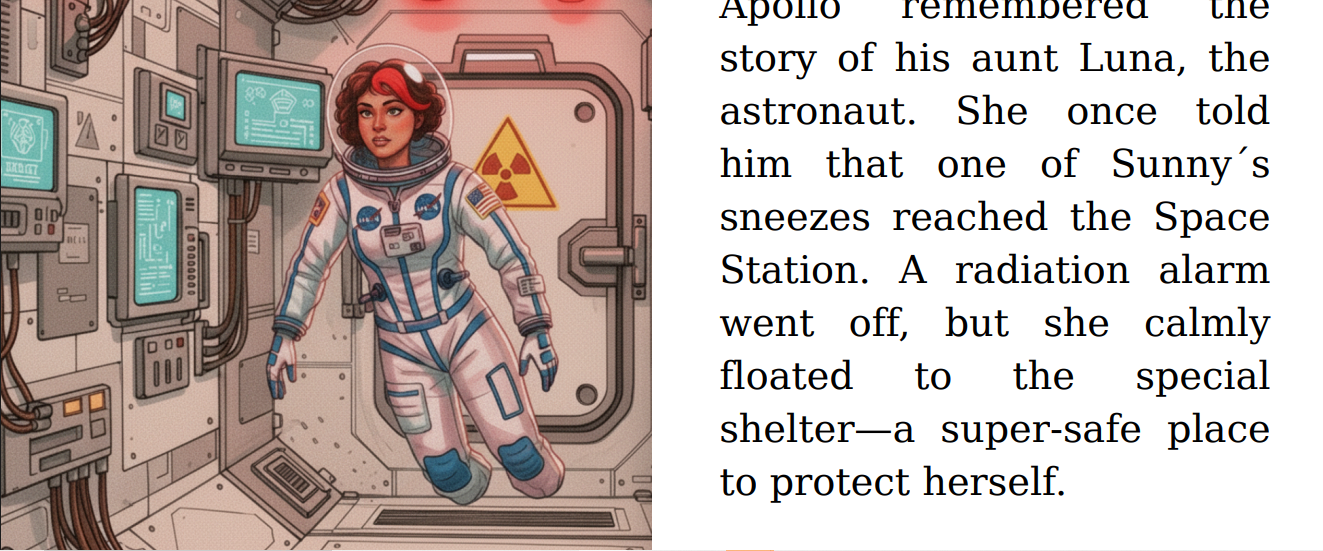 Apollo remembered the
story of his aunt Luna, the
astronaut. She once told
him that one of Sunny´s
sneezes reached the Space
Station. A radiation alarm
went off, but she calmly
floated to the special
shelter—a super-safe place
to protect herself.